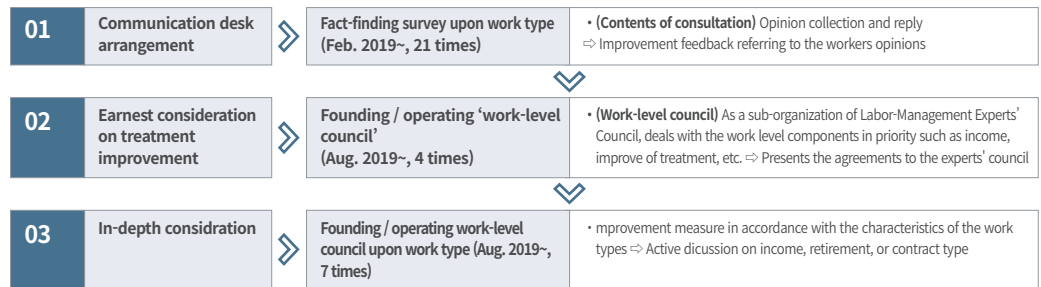 01
Communication desk
arrangement
Fact-finding survey upon work type
(Feb. 2019~, 21 times)
• (Contents of consultation) Opinion collection and reply
⇨ Improvement feedback referring to the workers opinions
02
Earnest consideration
on treatment
improvement
Founding / operating ‘work-level
council’
(Aug. 2019~, 4 times)
• (Work-level council) As a sub-organization of Labor-Management Experts’
Council, deals with the work level components in priority such as income,
improve of treatment, etc. ⇨ Presents the agreements to the experts' council
03
In-depth considration
Founding / operating work-level
council upon work type (Aug. 2019~,
7 times)
• mprovement measure in accordance with the characteristics of the work
types ⇨ Active dicussion on income, retirement, or contract type